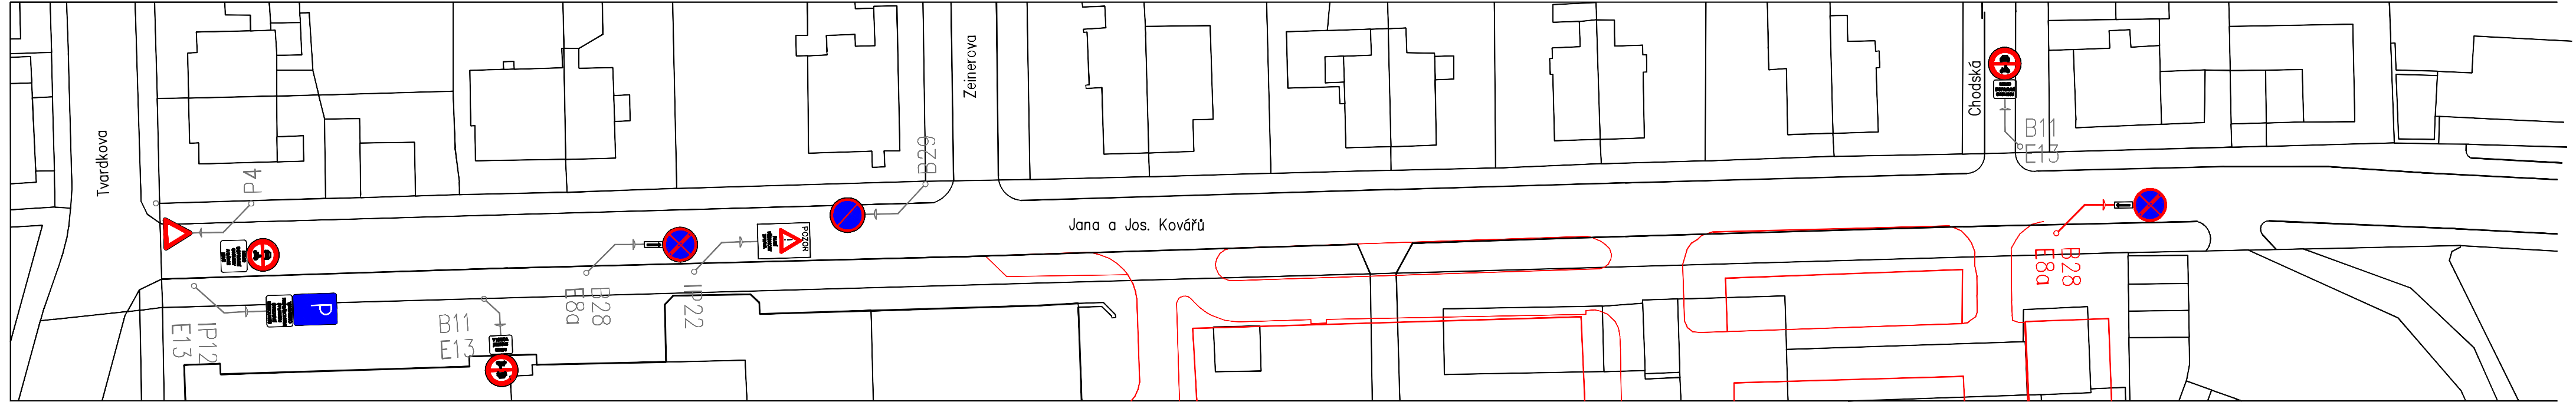 Tvardkova
P4
IP12
E13
B11
E13
B28
E8a
IP22
POZOR
P
B29
Zeinerova
Jana a Jos. Kovářů
Chodská
B11
E13
B28
E8a